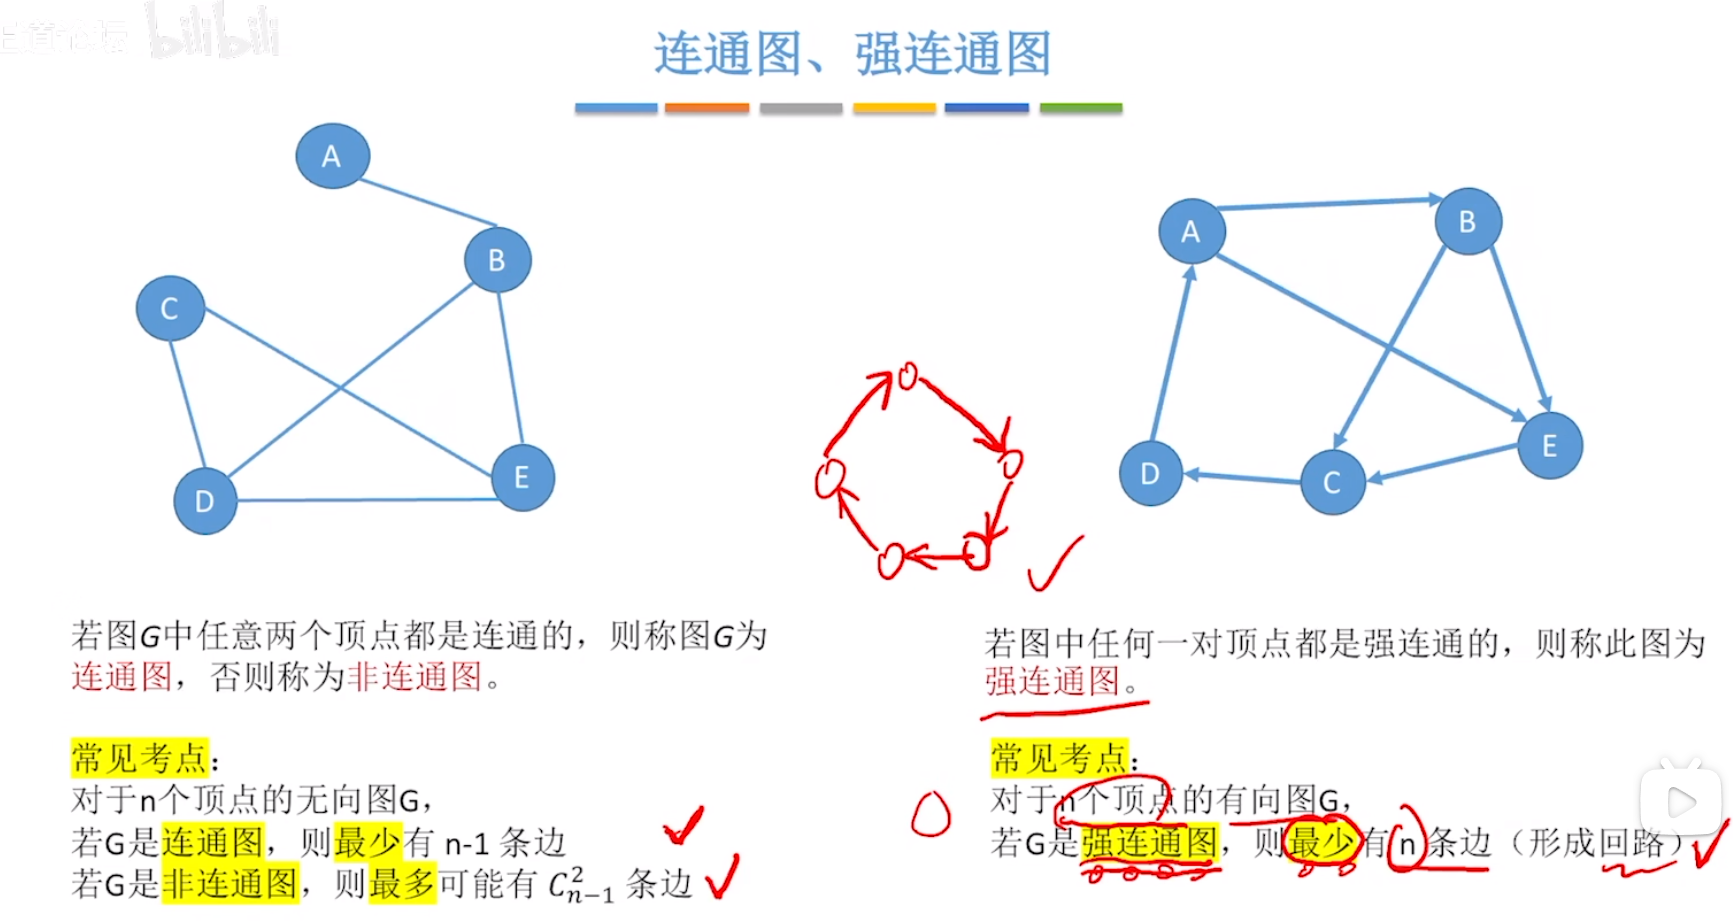 bilibili
连通图、强连通图
A
B
C
D
E
A
B
C
D
E
若图G中任意两个顶点都是连通的，则称图G为
连通图，否则称为非连通图。
常见考点：
对于n个顶点的无向图G，
若G是连通图，则最少有 n-1 条边
若G是非连通图，则最多可能有 $C_{n-1}^2$ 条边
若图中任何一对顶点都是强连通的，则称此图为
强连通图。
常见考点：
对于n个顶点的有向图G，
若G是强连通图，则最少有 n 条边（形成回路）